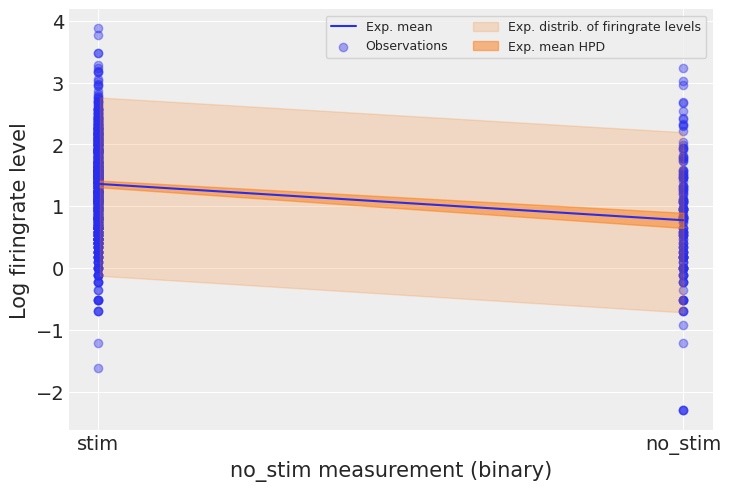 Exp. mean
Observations
Exp. distrib. of firingrate levels
Exp. mean HPD
Log firingrate level
4
3
2
1
0
−1
−2
stim
no_stim
no_stim measurement (binary)